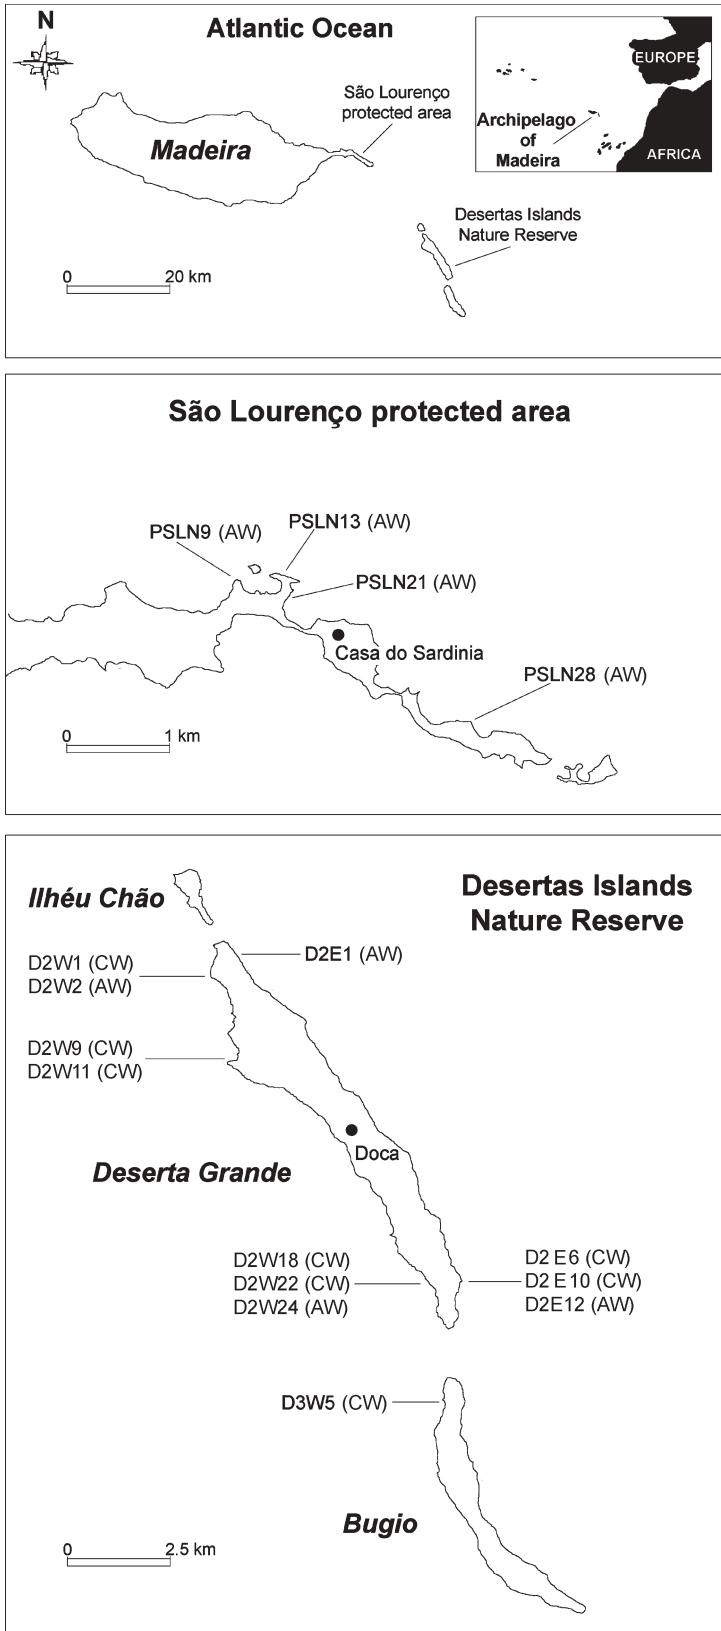 N
Atlantic Ocean
São Lourenço
protected area
Madeira
EUROPE
Archipelago
of
Madeira
AFRICA
Desertas Islands
Nature Reserve
0 20 km
São Lourenço protected area
PSLN9 (AW)
PSLN13 (AW)
PSLN21 (AW)
Casa do Sardinia
PSLN28 (AW)
0 1 km
Desertas Islands
Nature Reserve
Ilhéu Chão
D2W1 (CW)
D2W2 (AW)
D2E1 (AW)
D2W9 (CW)
D2W11 (CW)
Doca
Deserta Grande
D2W18 (CW)
D2W22 (CW)
D2W24 (AW)
D2 E6 (CW)
D2 E10 (CW)
D2E12 (AW)
D3W5 (CW)
Bugio
0 2.5 km